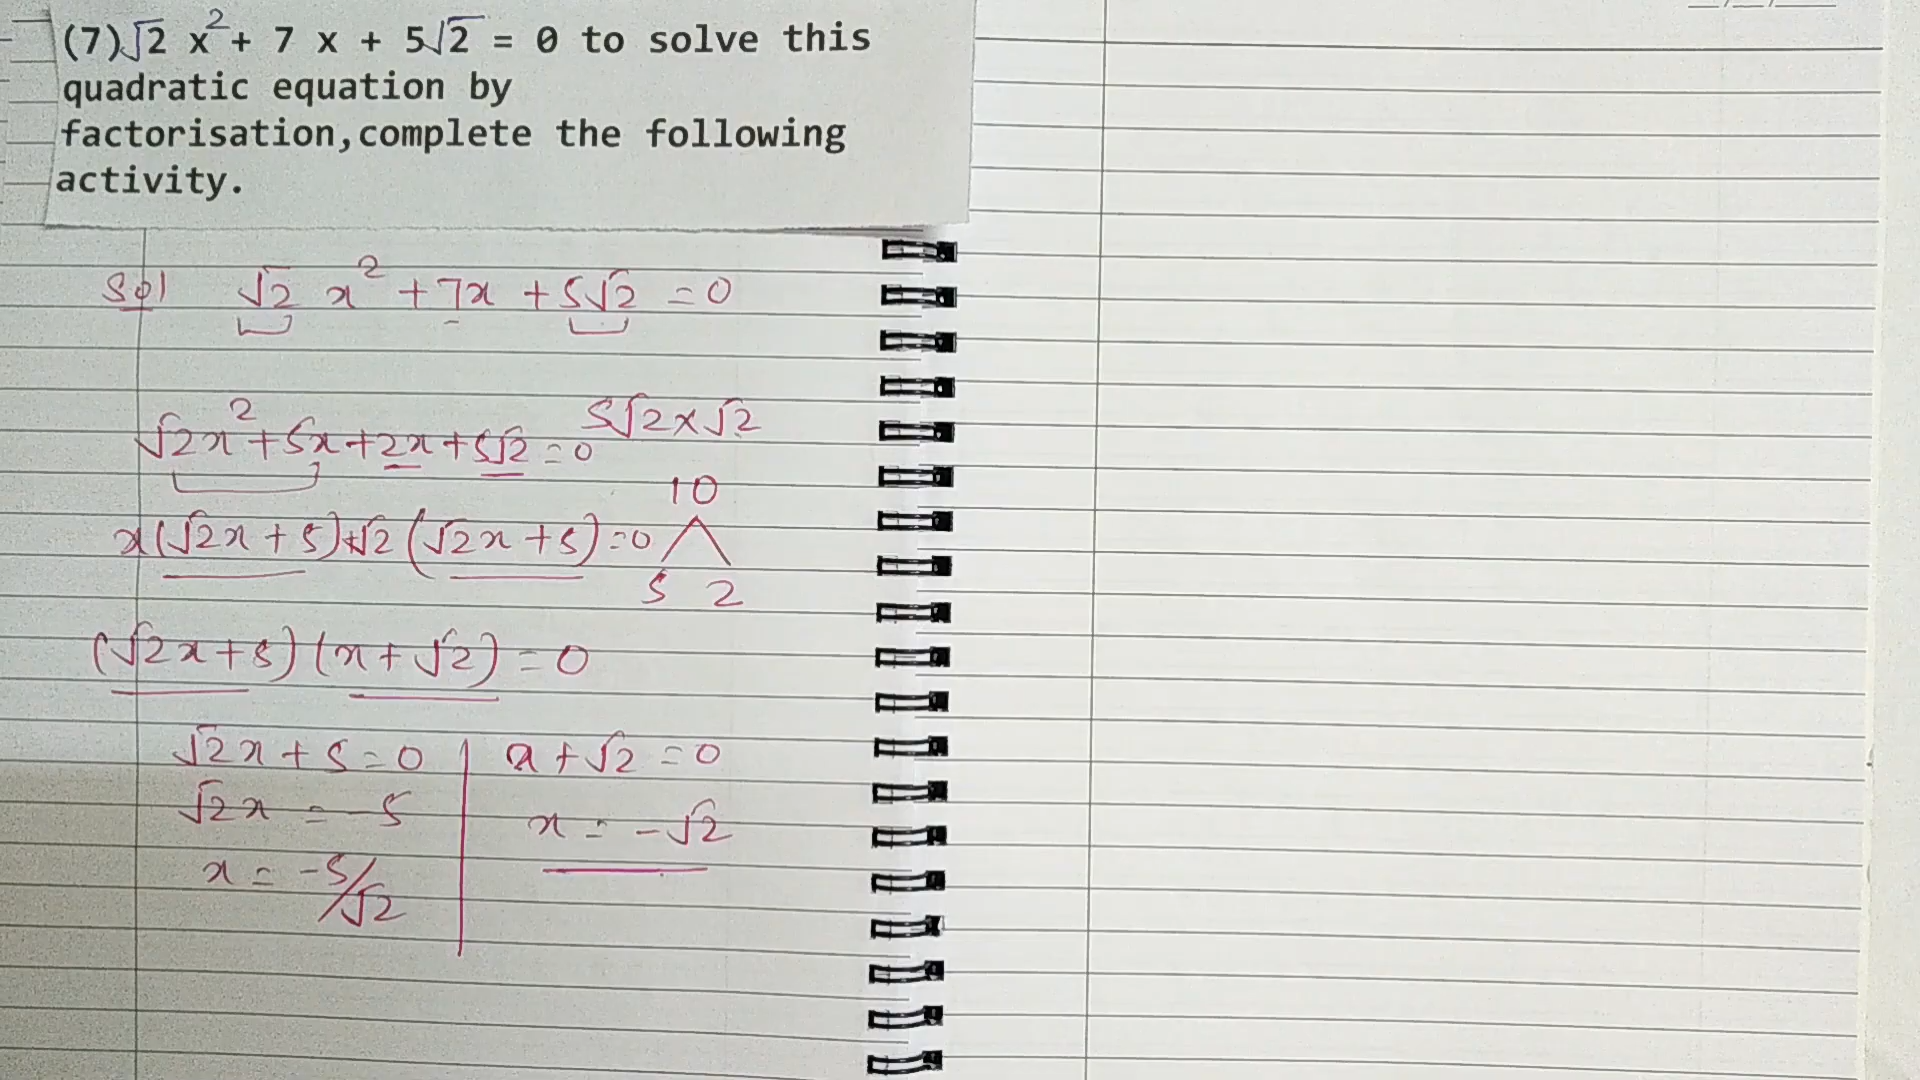 (7)√2 x² + 7 x + 5√2 = 0 to solve this
quadratic equation by
factorisation,complete the following
activity.
Sol √2 x² + 7x + 5√2 = 0
5√2 x √2
√2x² + 5x + 2x + 5√2 = 0
10
x(√2x + 5) + √2 (√2x + 5) = 0
5 2
(√2x + 5) (x + √2) = 0
√2x + 5 = 0 x + √2 = 0
√2x = -5 x = -√2
x = -5/√2